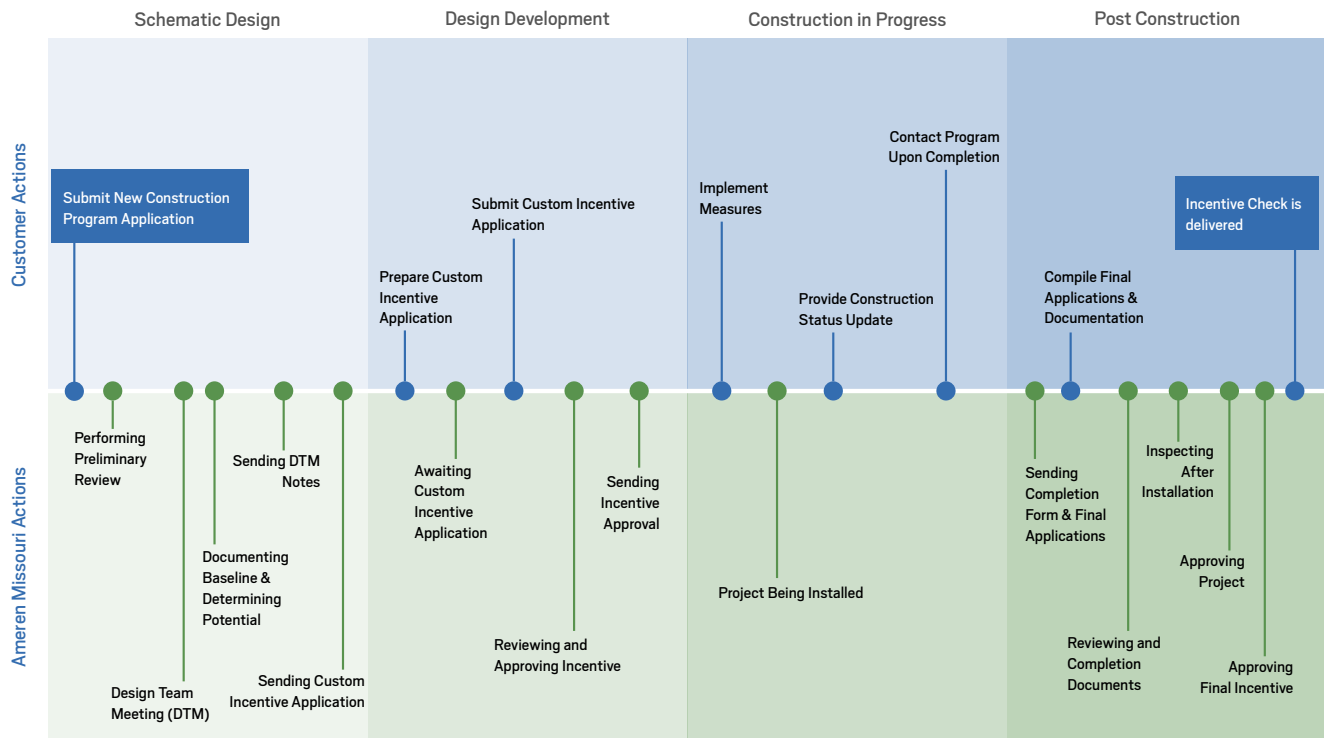 Schematic Design
Design Development
Construction in Progress
Post Construction
Customer Actions
Submit New Construction
Program Application
Prepare Custom
Incentive
Application
Submit Custom Incentive
Application
Implement
Measures
Provide Construction
Status Update
Contact Program
Upon Completion
Compile Final
Applications &
Documentation
Incentive Check is
delivered
Ameren Missouri Actions
Performing
Preliminary
Review
Design Team
Meeting (DTM)
Documenting
Baseline &
Determining
Potential
Sending DTM
Notes
Sending Custom
Incentive Application
Awaiting
Custom
Incentive
Application
Reviewing and
Approving Incentive
Sending
Incentive
Approval
Project Being Installed
Sending
Completion
Form & Final
Applications
Reviewing and
Completion
Documents
Inspecting
After
Installation
Approving
Project
Approving
Final Incentive